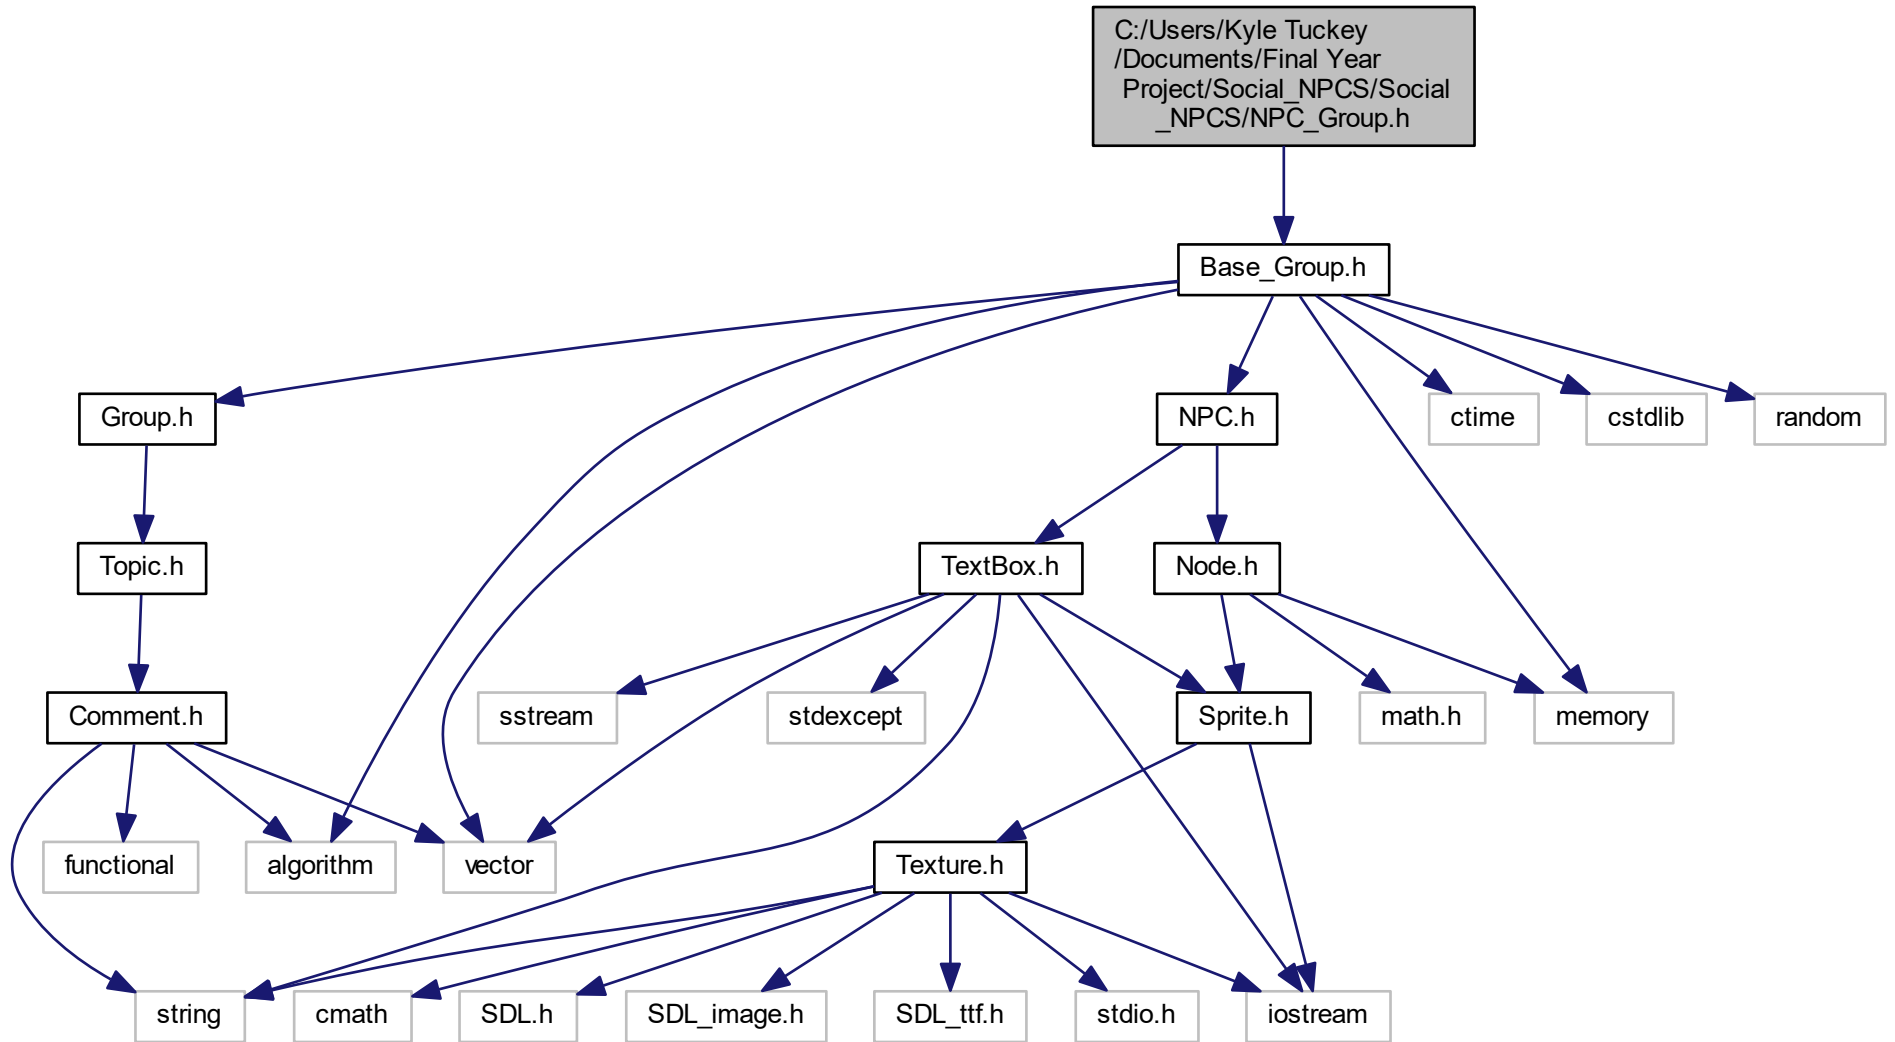 C:/Users/Kyle Tuckey
/Documents/Final Year
Project/Social_NPCS/Social
_NPCS/NPC_Group.h
Base_Group.h
Group.h
NPC.h
ctime
cstdlib
random
Topic.h
TextBox.h
Node.h
Comment.h
sstream
stdexcept
Sprite.h
math.h
memory
functional
algorithm
vector
Texture.h
string
cmath
SDL.h
SDL_image.h
SDL_ttf.h
stdio.h
iostream